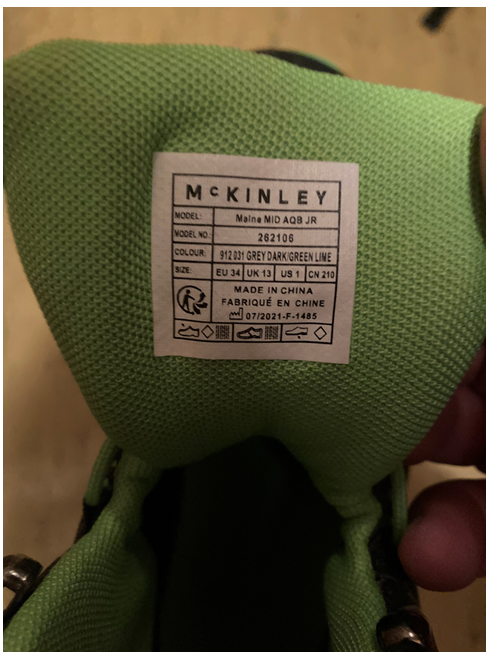 McKINLEY
MODEL: Maine MID AQB JR
MODEL NO.: 262106
COLOUR: 912 031 GREY DARK/GREEN LIME
SIZE: EU 34 UK 13 US 1 CN 210
MADE IN CHINA
FABRIQUÉ EN CHINE
07/2021-F-1485